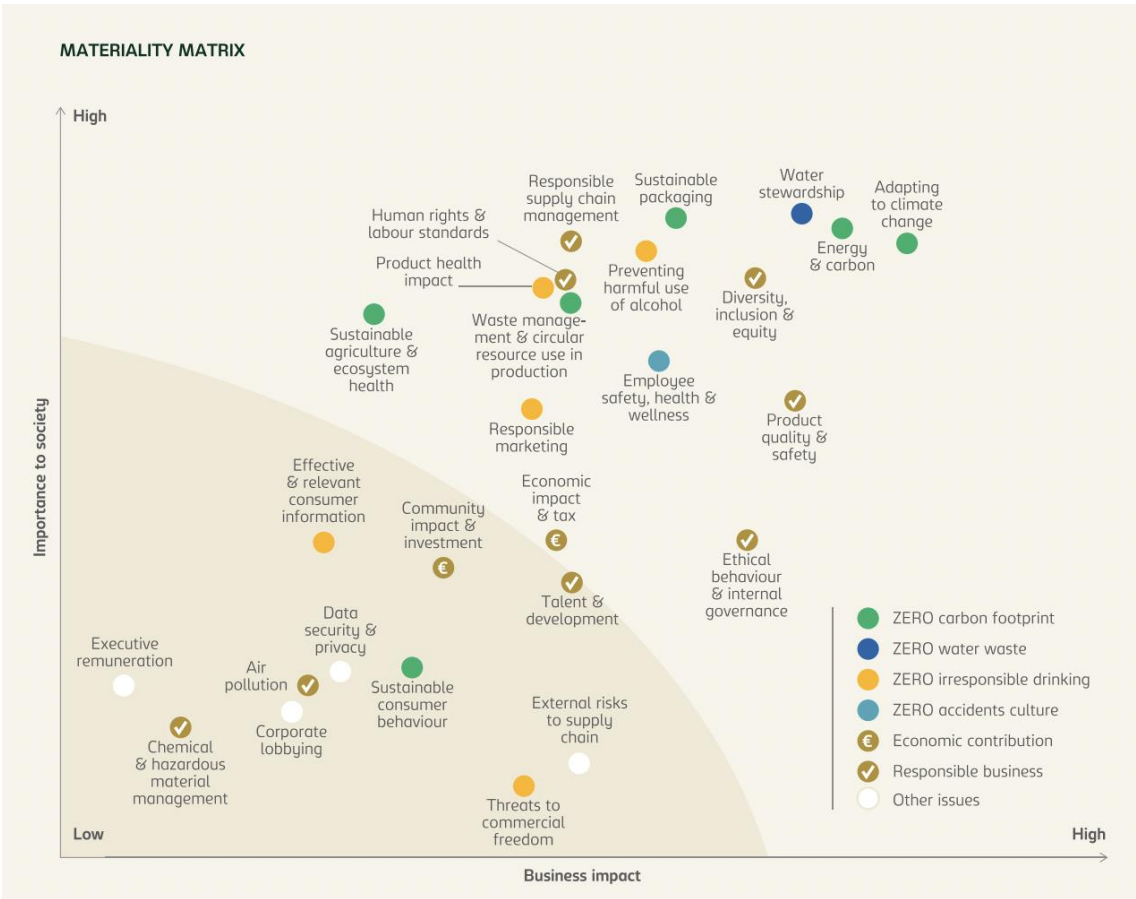 MATERIALITY MATRIX
High
Responsible
supply chain
management
Sustainable
packaging
Water
stewardship
Adapting
to climate
change
Human rights &
labour standards
Product health
impact
Energy
& carbon
Preventing
harmful use
of alcohol
Diversity,
inclusion &
equity
Waste manage-
ment & circular
resource use in
production
Sustainable
agriculture &
ecosystem
health
Employee
safety, health &
wellness
Product
quality &
safety
Responsible
marketing
Effective
& relevant
consumer
information
Economic
impact
& tax
€
Community
impact &
investment
€
Ethical
behaviour
& internal
governance
Talent &
development
Data
security &
privacy
Executive
remuneration
Air
pollution
Sustainable
consumer
behaviour
Corporate
lobbying
External risks
to supply
chain
Chemical
& hazardous
material
management
Threats to
commercial
freedom
ZERO carbon footprint
ZERO water waste
ZERO irresponsible drinking
ZERO accidents culture
€ Economic contribution
Responsible business
Other issues
Importance to society
Low
High
Business impact